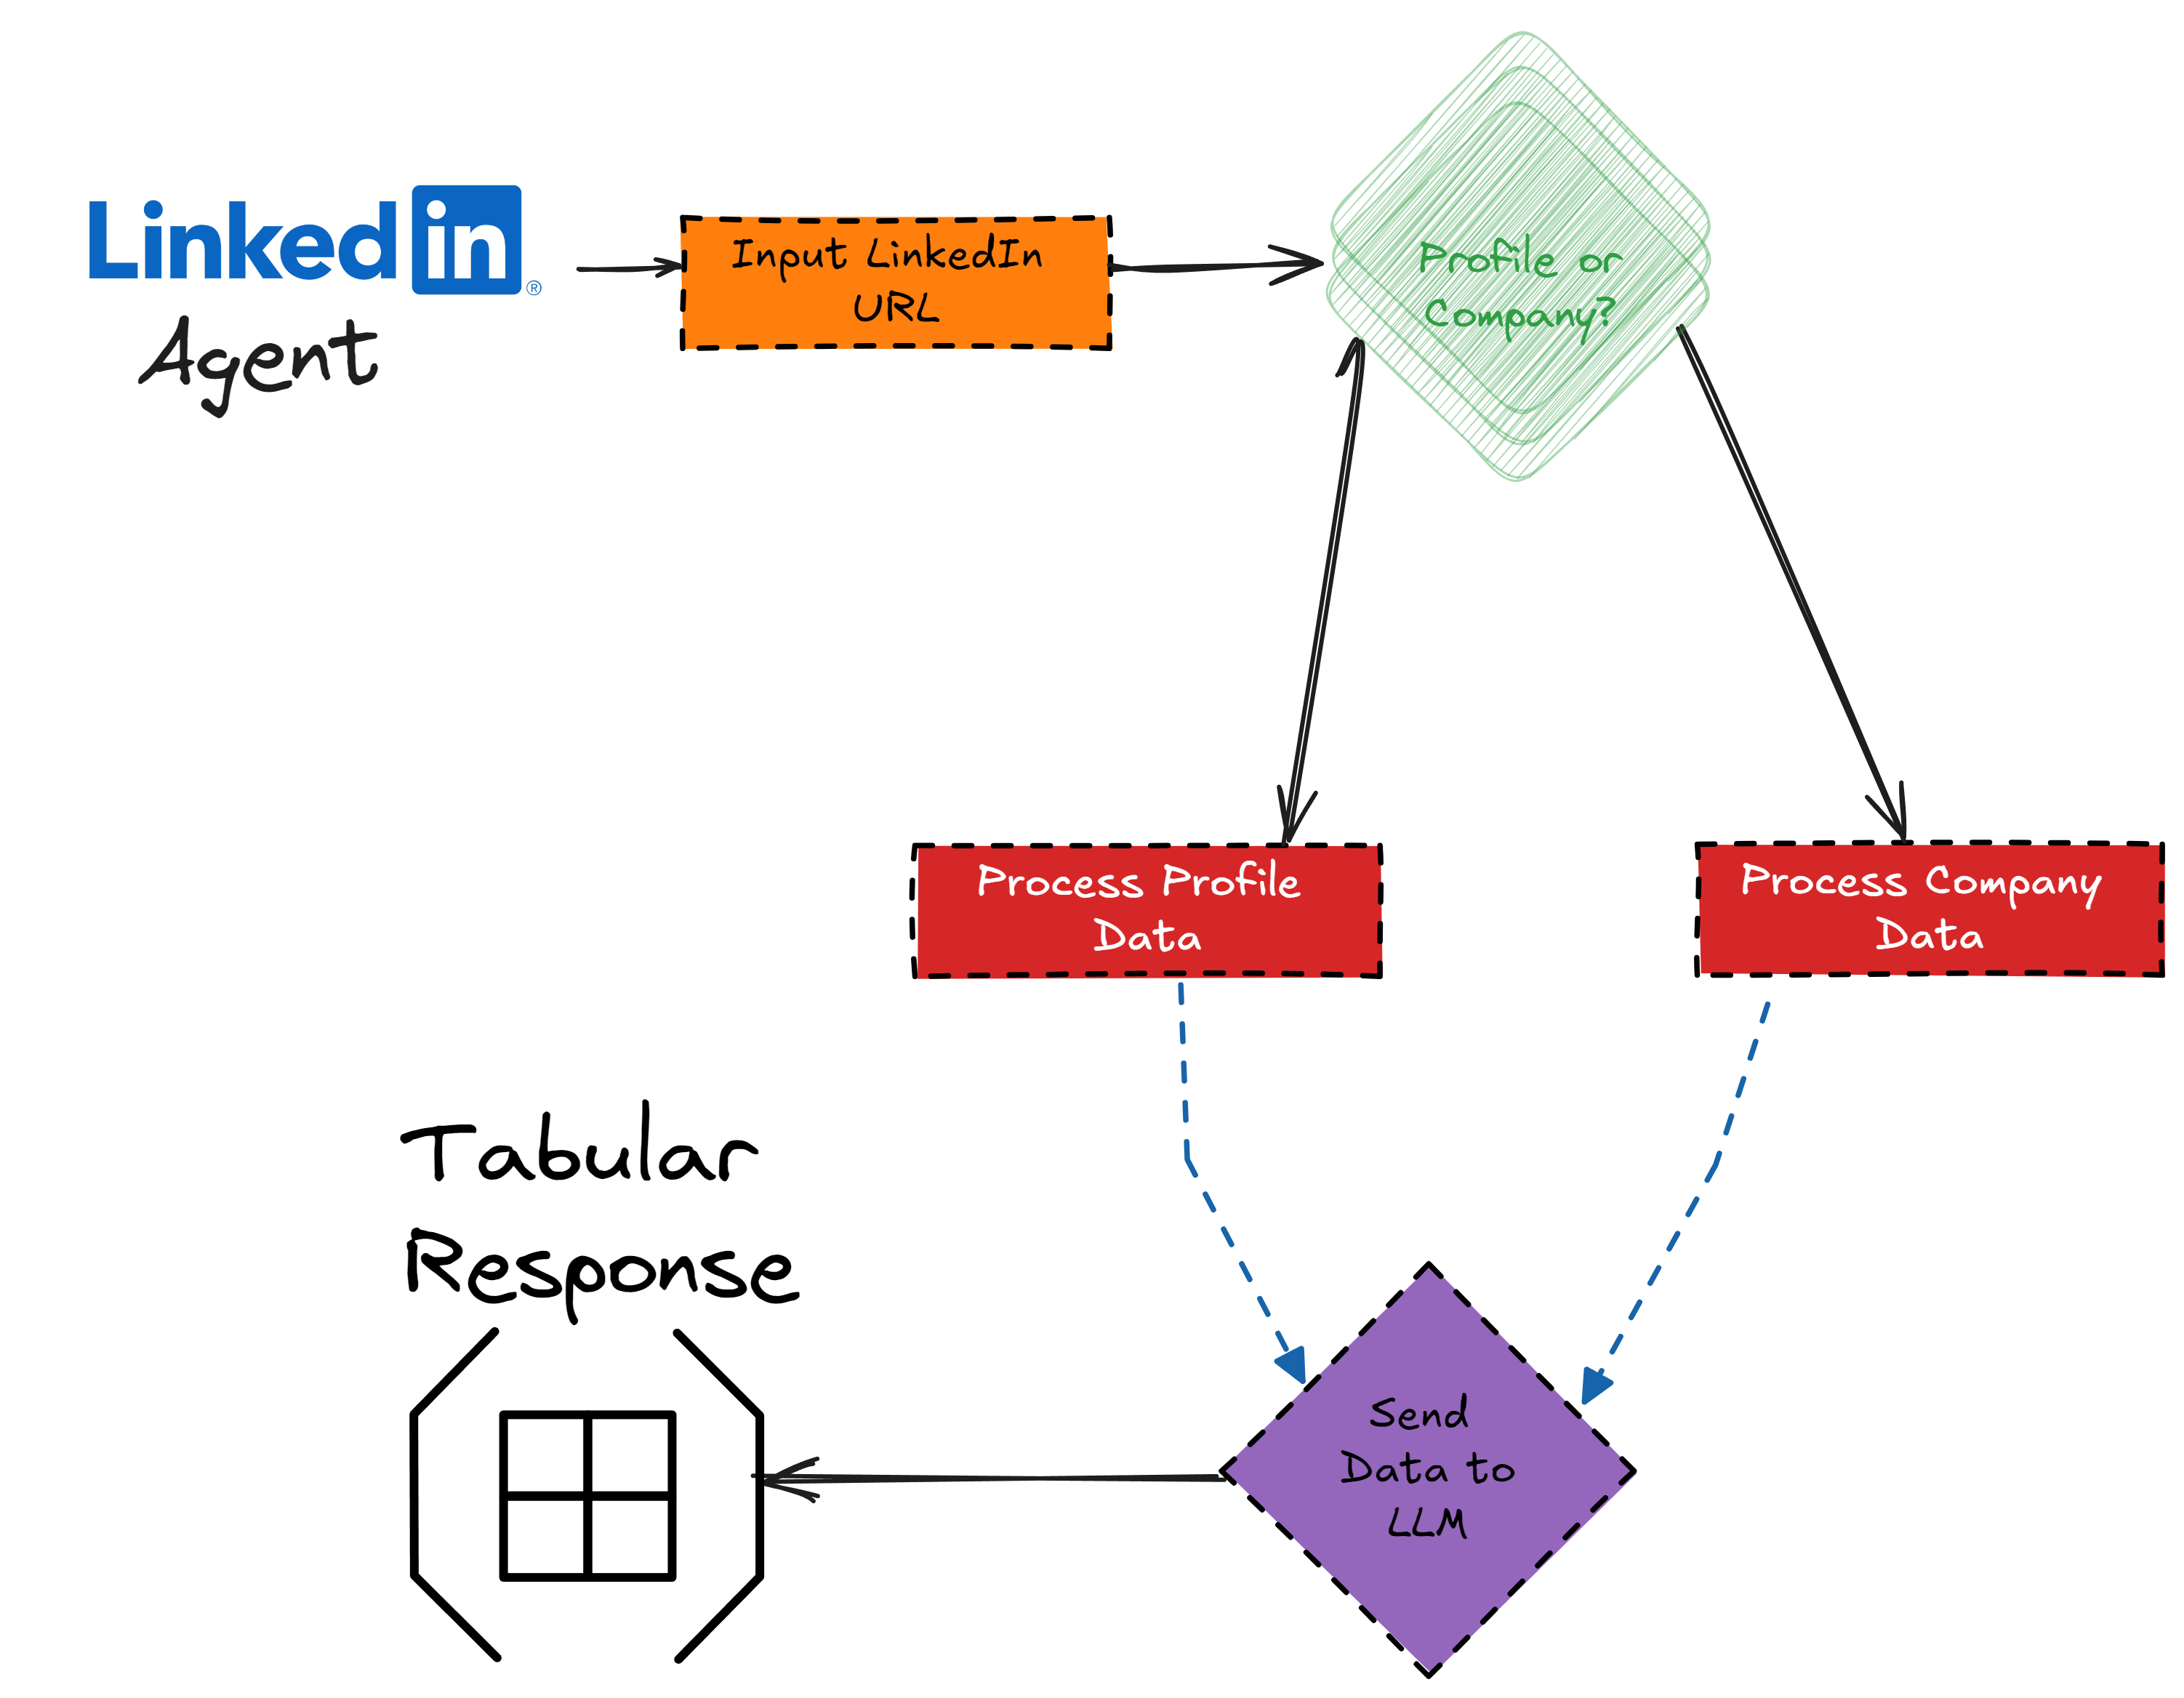 Linkedin®
Agent
Input LinkedIn
URL
Profile or
Company?
Process Profile
Data
Process Company
Data
Tabular
Response
Send
Data to
LLM